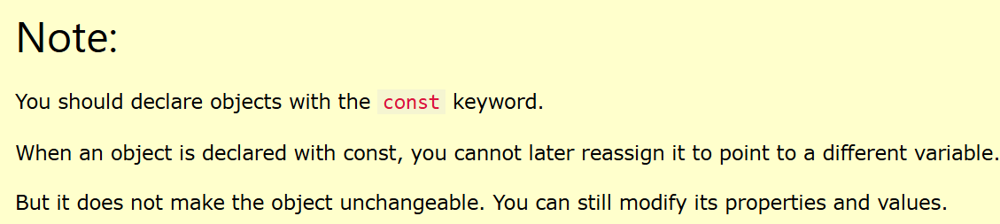 Note:
You should declare objects with the const keyword.
When an object is declared with const, you cannot later reassign it to point to a different variable.
But it does not make the object unchangeable. You can still modify its properties and values.